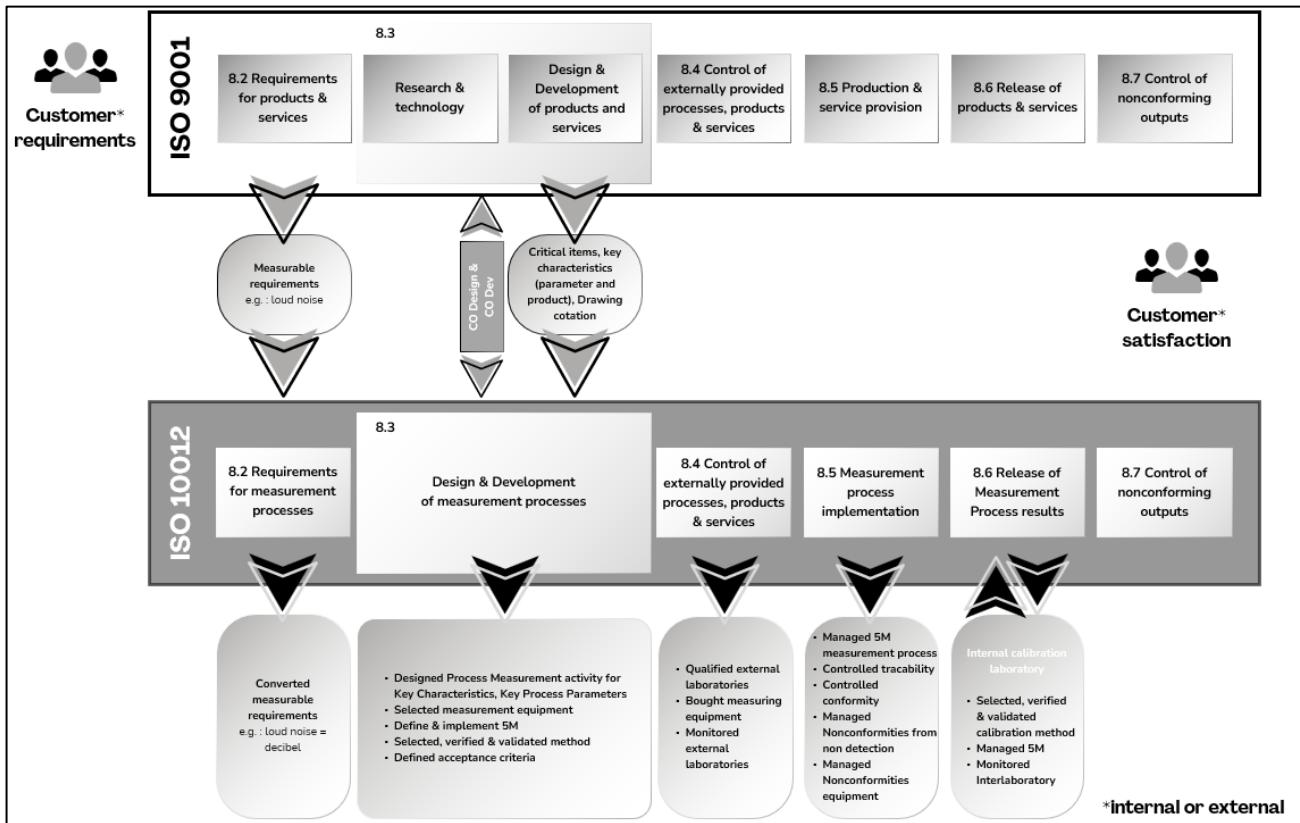 Customer*
requirements
ISO 9001
8.2 Requirements
for products &
services
8.3
Research &
technology
Design &
Development
of products and
services
8.4 Control of
externally provided
processes, products
& services
8.5 Production &
service provision
8.6 Release of
products & services
8.7 Control of
nonconforming
outputs
Measurable
requirements
e.g. : loud noise
CO Design &
CO Dev
Critical items, key
characteristics
(parameter and
product), Drawing
cotation
Customer*
satisfaction
ISO 10012
8.2 Requirements
for measurement
processes
8.3
Design & Development
of measurement processes
8.4 Control of
externally provided
processes, products
& services
8.5 Measurement
process
implementation
8.6 Release of
Measurement
Process results
8.7 Control of
nonconforming
outputs
Converted
measurable
requirements
e.g. : loud noise =
decibel
• Designed Process Measurement activity for
Key Characteristics, Key Process Parameters
• Selected measurement equipment
• Define & implement 5M
• Selected, verified & validated method
• Defined acceptance criteria
• Qualified external
laboratories
• Bought measuring
equipment
• Monitored
external
laboratories
• Managed 5M
measurement process
• Controlled tracability
• Controlled
conformity
• Managed
Nonconformities from
non detection
• Managed
Nonconformities
equipment
Internal calibration
laboratory
• Selected, verified
& validated
calibration method
• Managed 5M
• Monitored
Interlaboratory
*internal or external